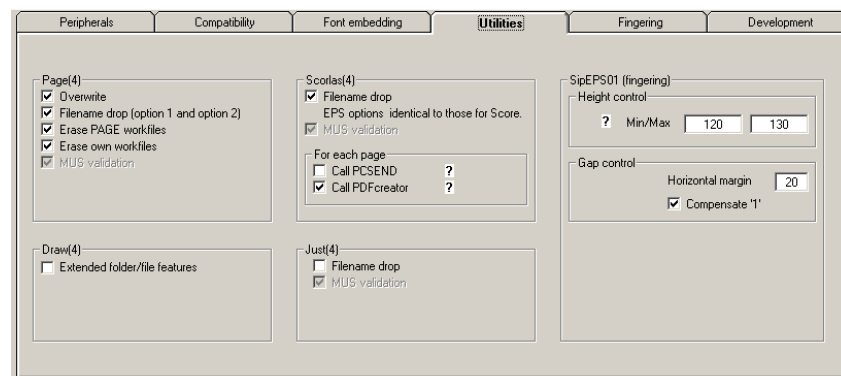 Peripherals
Compatibility
Font embedding
Utilities
Fingering
Development
Page(4)
Overwrite
Filename drop (option 1 and option 2)
Erase PAGE workfiles
Erase own workfiles
MUS validation
Scorlas(4)
Filename drop
EPS options identical to those for Score.
MUS validation
For each page
Call PCSEND ?
Call PDFcreator ?
SipEPS01 (fingering)
Height control
? Min/Max 120 130
Gap control
Horizontal margin 20
Compensate '1'
Draw(4)
Extended folder/file features
Just(4)
Filename drop
MUS validation